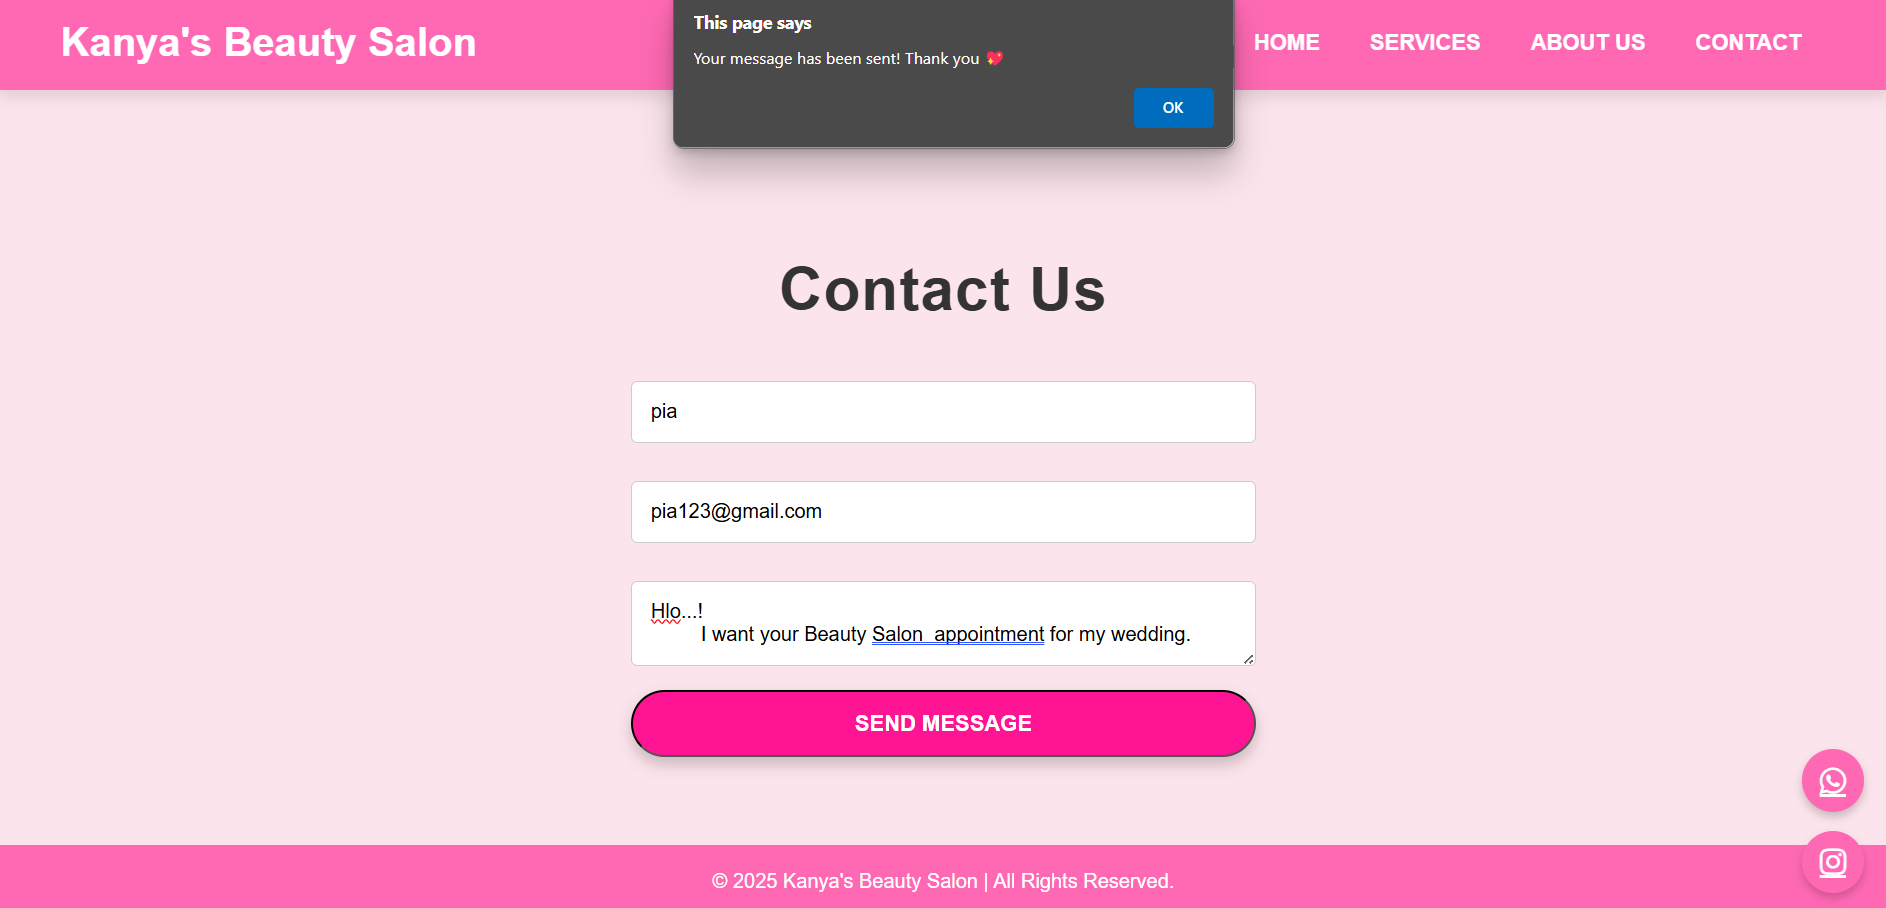 Kanya's Beauty Salon
This page says
Your message has been sent! Thank you 💖
OK
HOME SERVICES ABOUT US CONTACT
Contact Us
pia
pia123@gmail.com
Hlo...!
I want your Beauty Salon  appointment for my wedding.
SEND MESSAGE
© 2025 Kanya's Beauty Salon | All Rights Reserved.